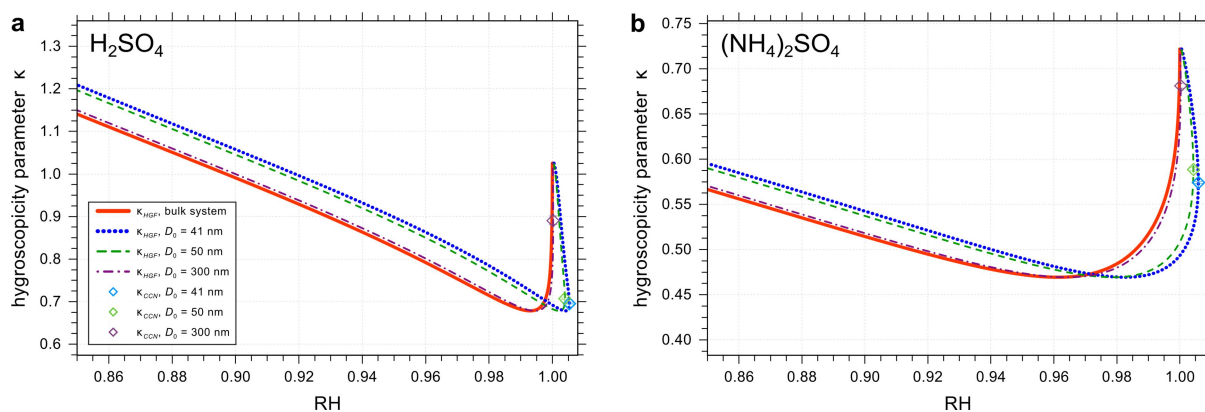 a
H₂SO₄
hygroscopicity parameter κ
1.3
1.2
1.1
1.0
0.9
0.8
0.7
0.6
κHGF, bulk system
κHGF, D₀ = 41 nm
κHGF, D₀ = 50 nm
κHGF, D₀ = 300 nm
κCCN, D₀ = 41 nm
κCCN, D₀ = 50 nm
κCCN, D₀ = 300 nm
0.86 0.88 0.90 0.92 0.94 0.96 0.98 1.00
RH
b
(NH₄)₂SO₄
hygroscopicity parameter κ
0.75
0.70
0.65
0.60
0.55
0.50
0.45
0.40
0.86 0.88 0.90 0.92 0.94 0.96 0.98 1.00
RH